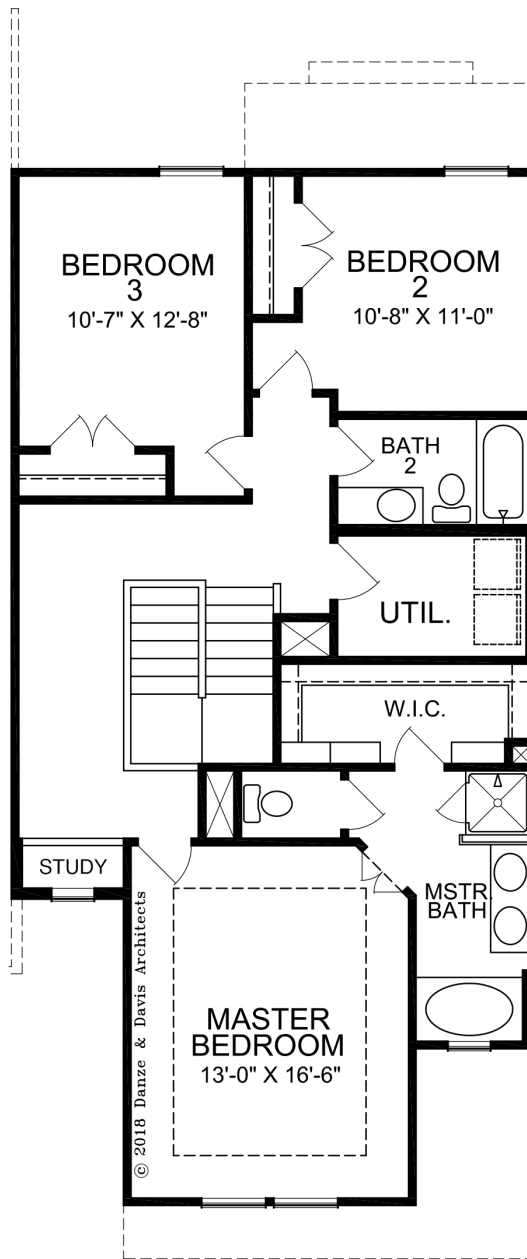 BEDROOM
3
10'-7" X 12'-8"
BEDROOM
2
10'-8" X 11'-0"
BATH
2
UTIL.
W.I.C.
STUDY
MSTR.
BATH
MASTER
BEDROOM
13'-0" X 16'-6"
© 2018 Danze & Davis Architects